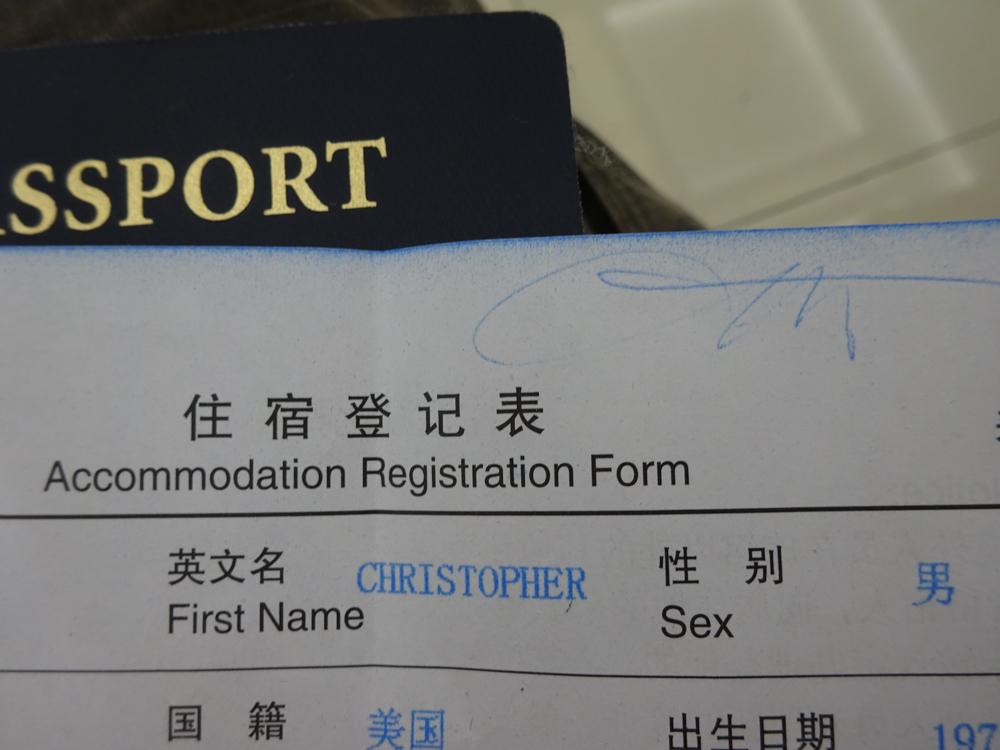 SSPORT
住宿登记表
Accommodation Registration Form
英文名 CHRISTOPHER 性别 男
First Name Sex
国籍 美国 出生日期 197